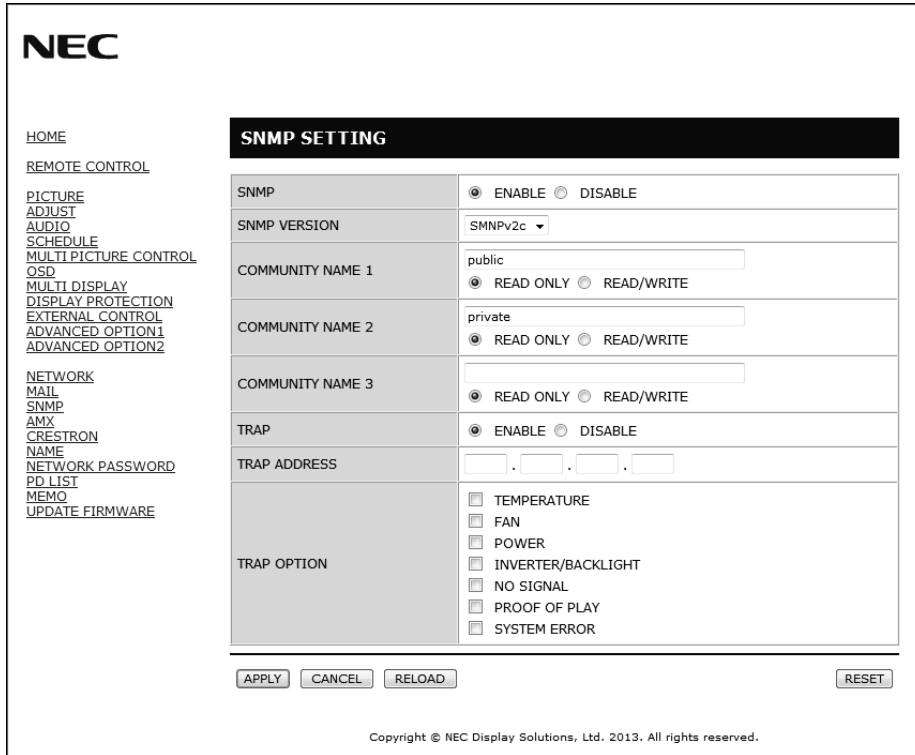 NEC
HOME
REMOTE CONTROL
PICTURE
ADJUST
AUDIO
SCHEDULE
MULTI PICTURE CONTROL
OSD
MULTI DISPLAY
DISPLAY PROTECTION
EXTERNAL CONTROL
ADVANCED OPTION1
ADVANCED OPTION2
NETWORK
MAIL
SNMP
AMX
CRESTRON
NAME
NETWORK PASSWORD
PD LIST
MEMO
UPDATE FIRMWARE
SNMP SETTING
SNMP ENABLE DISABLE
SNMP VERSION SMNPv2c
COMMUNITY NAME 1 public
READ ONLY READ/WRITE
COMMUNITY NAME 2 private
READ ONLY READ/WRITE
COMMUNITY NAME 3
READ ONLY READ/WRITE
TRAP ENABLE DISABLE
TRAP ADDRESS . . .
TRAP OPTION
TEMPERATURE
FAN
POWER
INVERTER/BACKLIGHT
NO SIGNAL
PROOF OF PLAY
SYSTEM ERROR
APPLY CANCEL RELOAD RESET
Copyright © NEC Display Solutions, Ltd. 2013. All rights reserved.